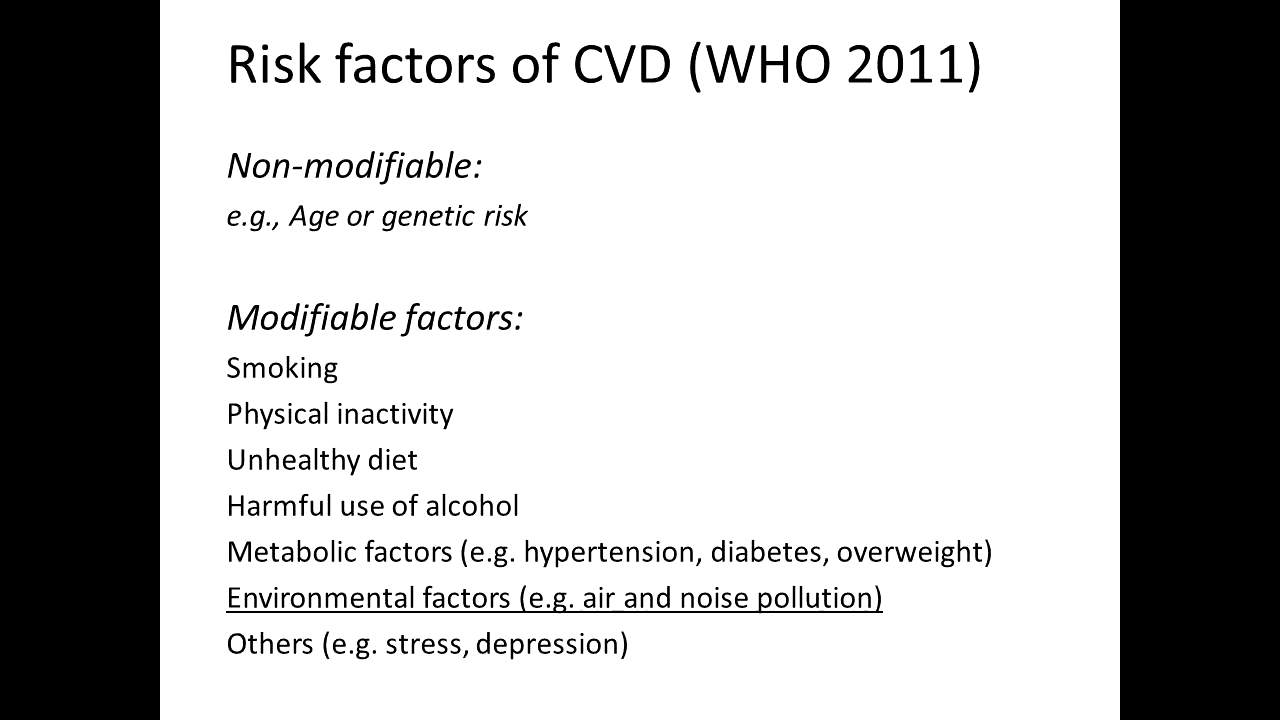 Risk factors of CVD (WHO 2011)
Non-modifiable:
e.g., Age or genetic risk
Modifiable factors:
Smoking
Physical inactivity
Unhealthy diet
Harmful use of alcohol
Metabolic factors (e.g. hypertension, diabetes, overweight)
Environmental factors (e.g. air and noise pollution)
Others (e.g. stress, depression)